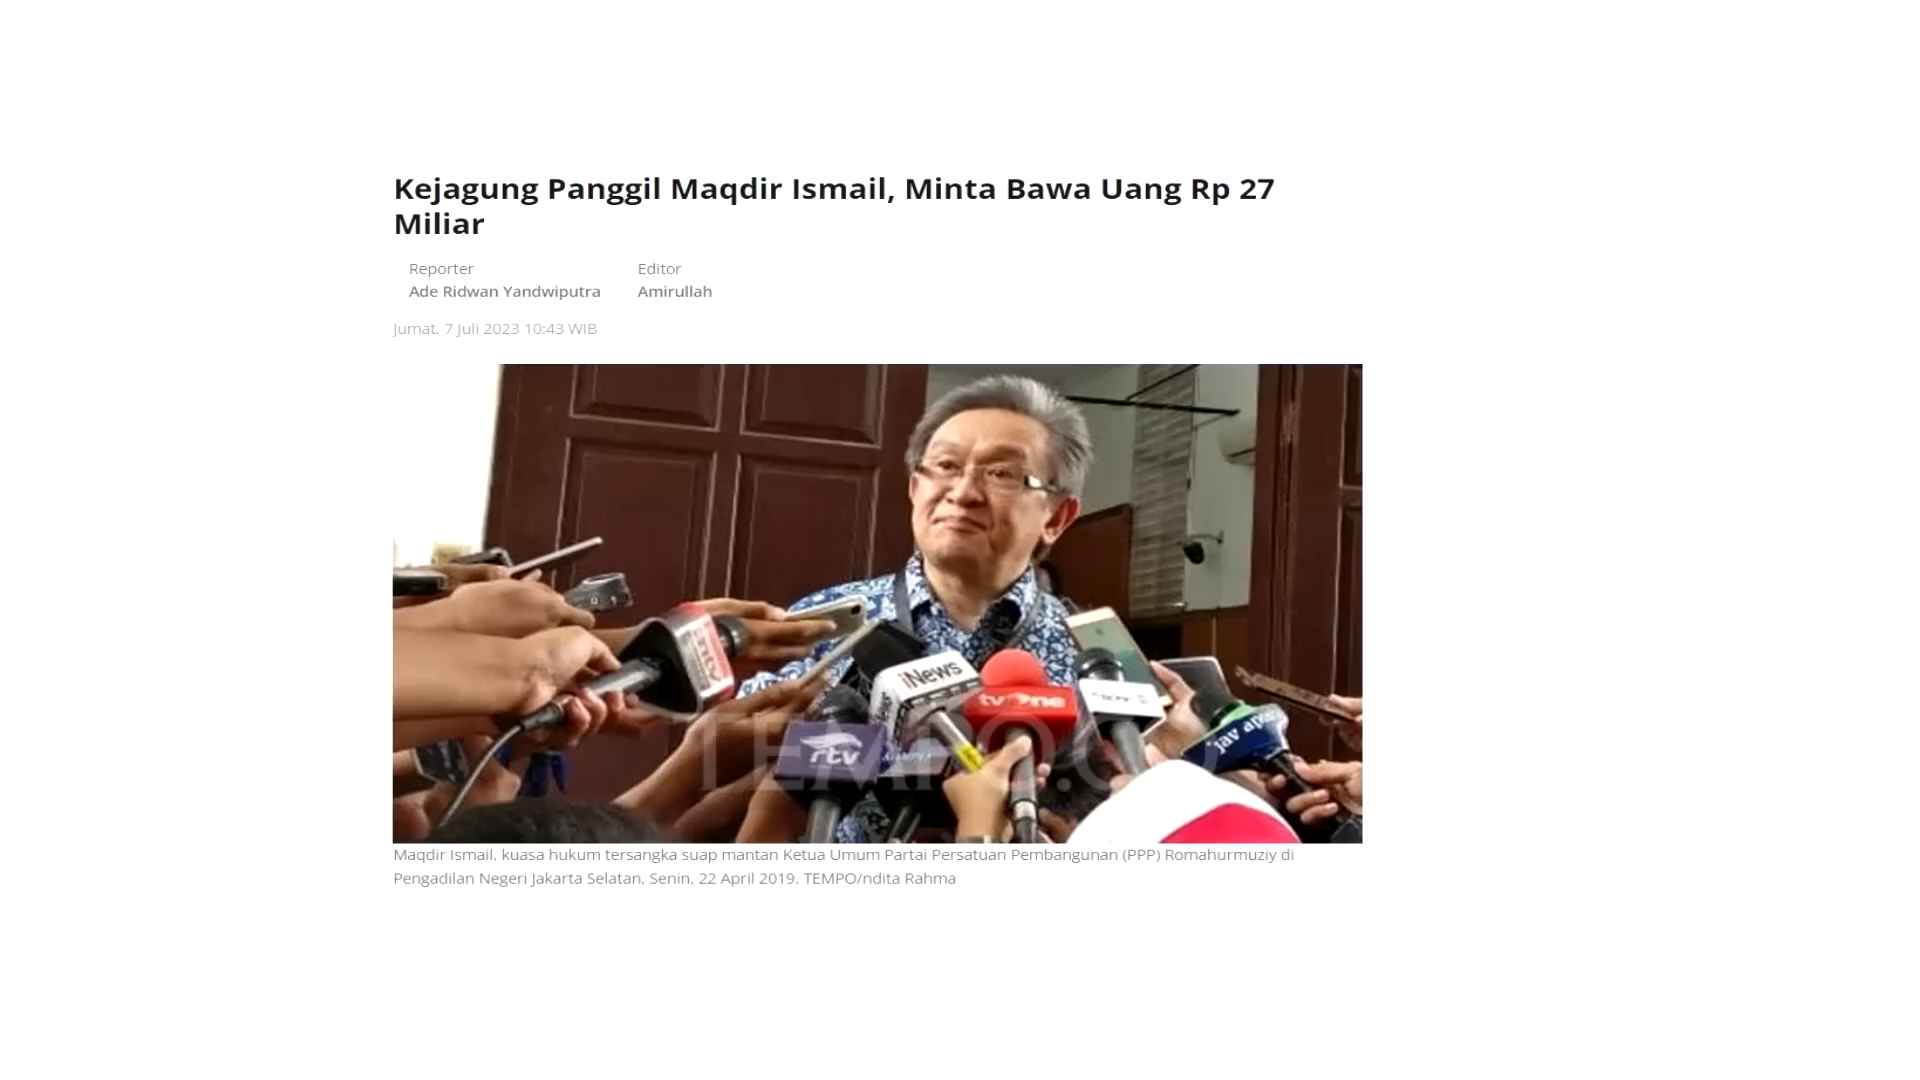 Kejagung Panggil Maqdir Ismail, Minta Bawa Uang Rp 27
Miliar
Reporter
Editor
Ade Ridwan Yandwiputra
Amirullah
Jumat, 7 Juli 2023 10:43 WIB
iNews
tvOne
rtv
TEMPO.CO
Maqdir Ismail, kuasa hukum tersangka suap mantan Ketua Umum Partai Persatuan Pembangunan (PPP) Romahurmuziy di
Pengadilan Negeri Jakarta Selatan, Senin, 22 April 2019. TEMPO/ndita Rahma